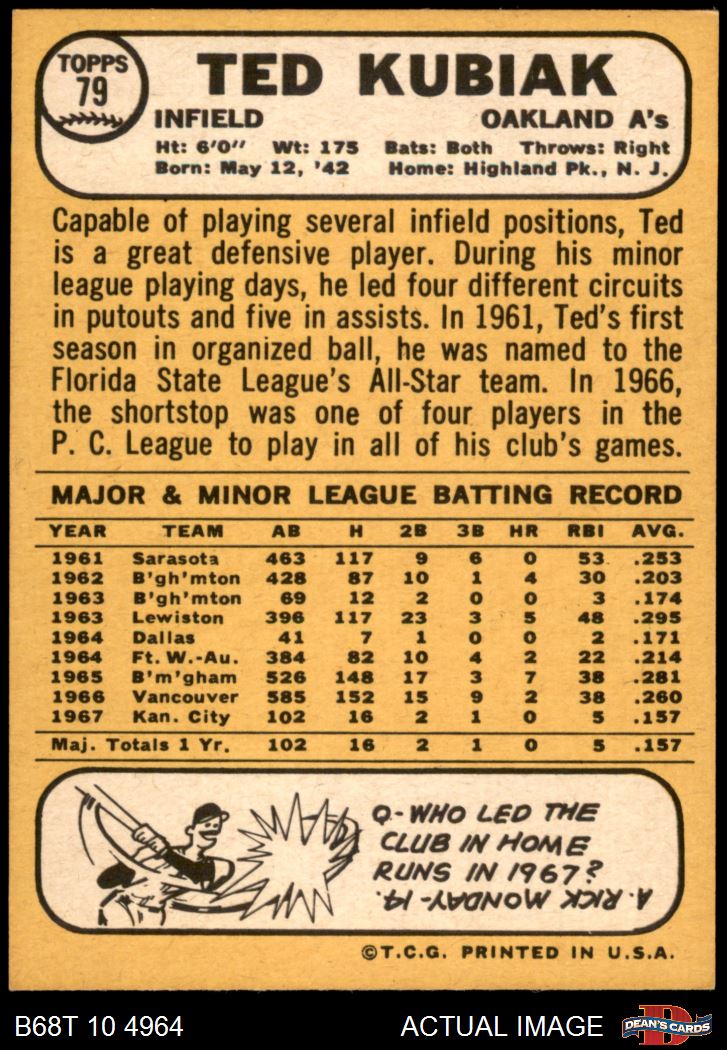 TOPPS
79
TED KUBIAK
INFIELD OAKLAND A's
Ht: 6'0" Wt: 175 Bats: Both Throws: Right
Born: May 12, '42 Home: Highland Pk., N. J.
Capable of playing several infield positions, Ted
is a great defensive player. During his minor
league playing days, he led four different circuits
in putouts and five in assists. In 1961, Ted's first
season in organized ball, he was named to the
Florida State League's All-Star team. In 1966,
the shortstop was one of four players in the
P. C. League to play in all of his club's games.
MAJOR & MINOR LEAGUE BATTING RECORD
YEAR TEAM AB H 2B 3B HR RBI AVG.
1961 Sarasota 463 117 9 6 0 53 .253
1962 B'gh'mton 428 87 10 1 4 30 .203
1963 B'gh'mton 69 12 2 0 0 3 .174
1963 Lewiston 396 117 23 3 5 48 .295
1964 Dallas 41 7 1 0 0 2 .171
1964 Ft. W.-Au. 384 82 10 4 2 22 .214
1965 B'm'gham 526 148 17 3 7 38 .281
1966 Vancouver 585 152 15 9 2 38 .260
1967 Kan. City 102 16 2 1 0 5 .157
Maj. Totals 1 Yr. 102 16 2 1 0 5 .157
Q-WHO LED THE
CLUB IN HOME
RUNS IN 1967?
A. RICK MONDAY-14.
©T.C.G. PRINTED IN U.S.A.
B68T 10 4964 ACTUAL IMAGE
D
DEAN'S CARDS